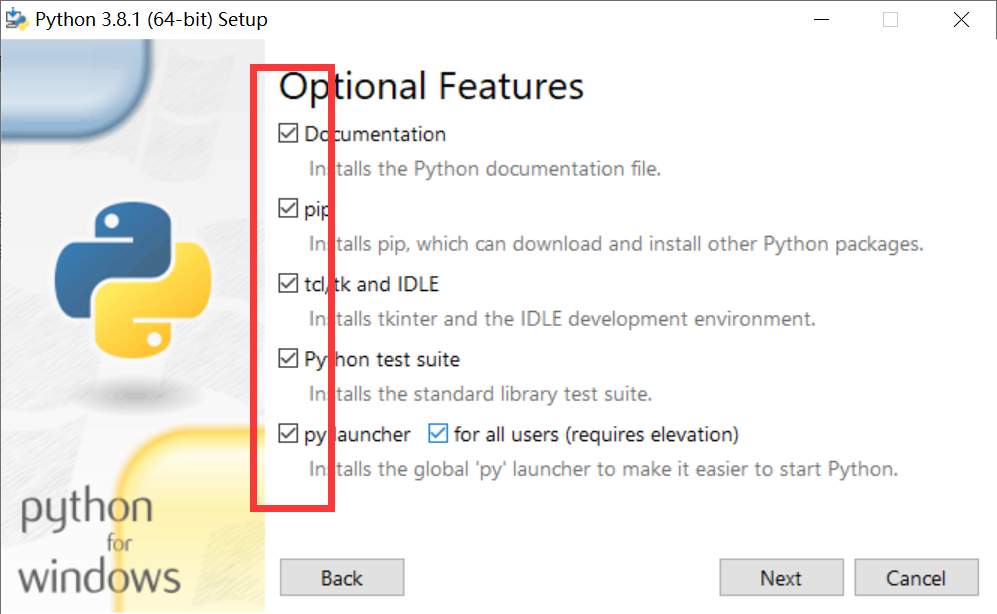 Python 3.8.1 (64-bit) Setup
Optional Features
Documentation
Installs the Python documentation file.
pip
Installs pip, which can download and install other Python packages.
tcl/tk and IDLE
Installs tkinter and the IDLE development environment.
Python test suite
Installs the standard library test suite.
py launcher for all users (requires elevation)
Installs the global 'py' launcher to make it easier to start Python.
python
for
windows
Back Next Cancel